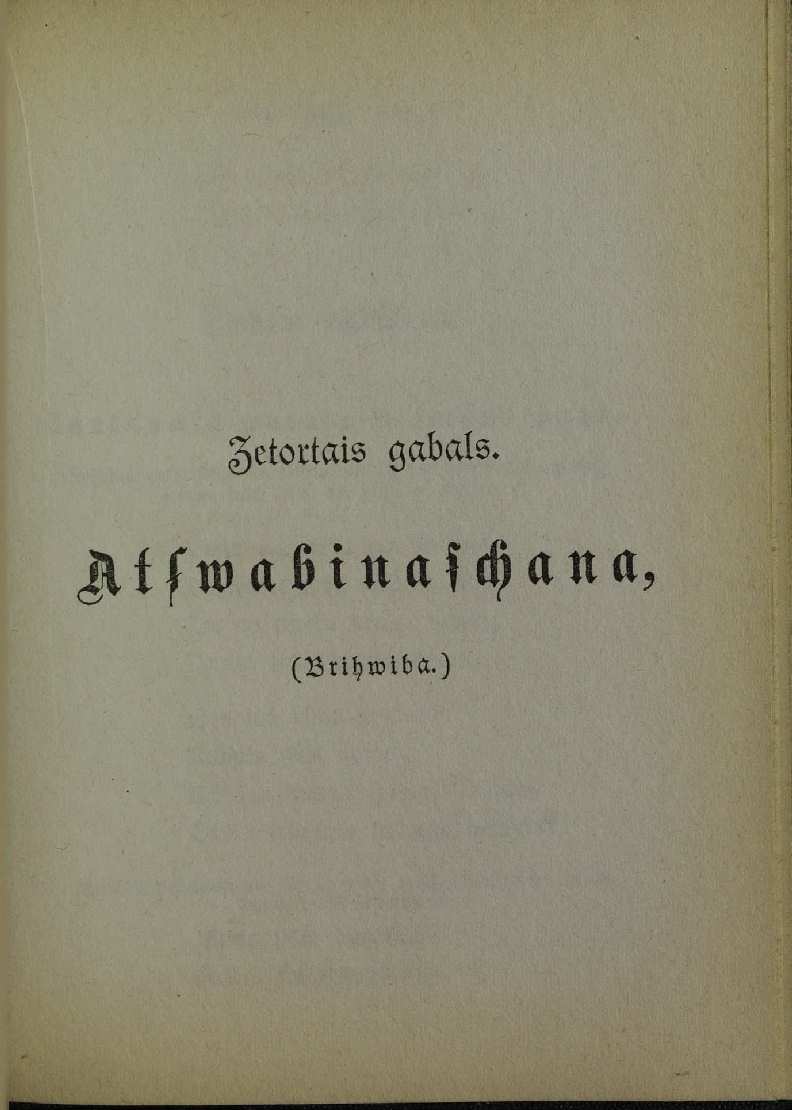 Zetortais gabals.
Atſwabinaſchana,
(Brihwiba.)